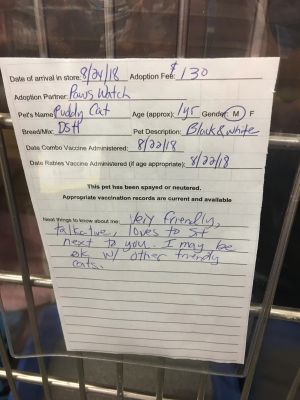 Date of arrival in store: 8/24/18 Adoption Fee: $130
Adoption Partner: Paws Watch
Pet's Name: Puddy Cat Age (approx): 1yr Gender: M F
Breed/Mix: DSH Pet Description: Black & white
Date Combo Vaccine Administered: 8/22/18
Date Rabies Vaccine Administered (if age appropriate): 8/22/18
This pet has been spayed or neutered.
Appropriate vaccination records are current and available
Neat things to know about me: Very friendly,
talkative, loves to sit
next to you. I may be
ok w/ other friendly
cats.